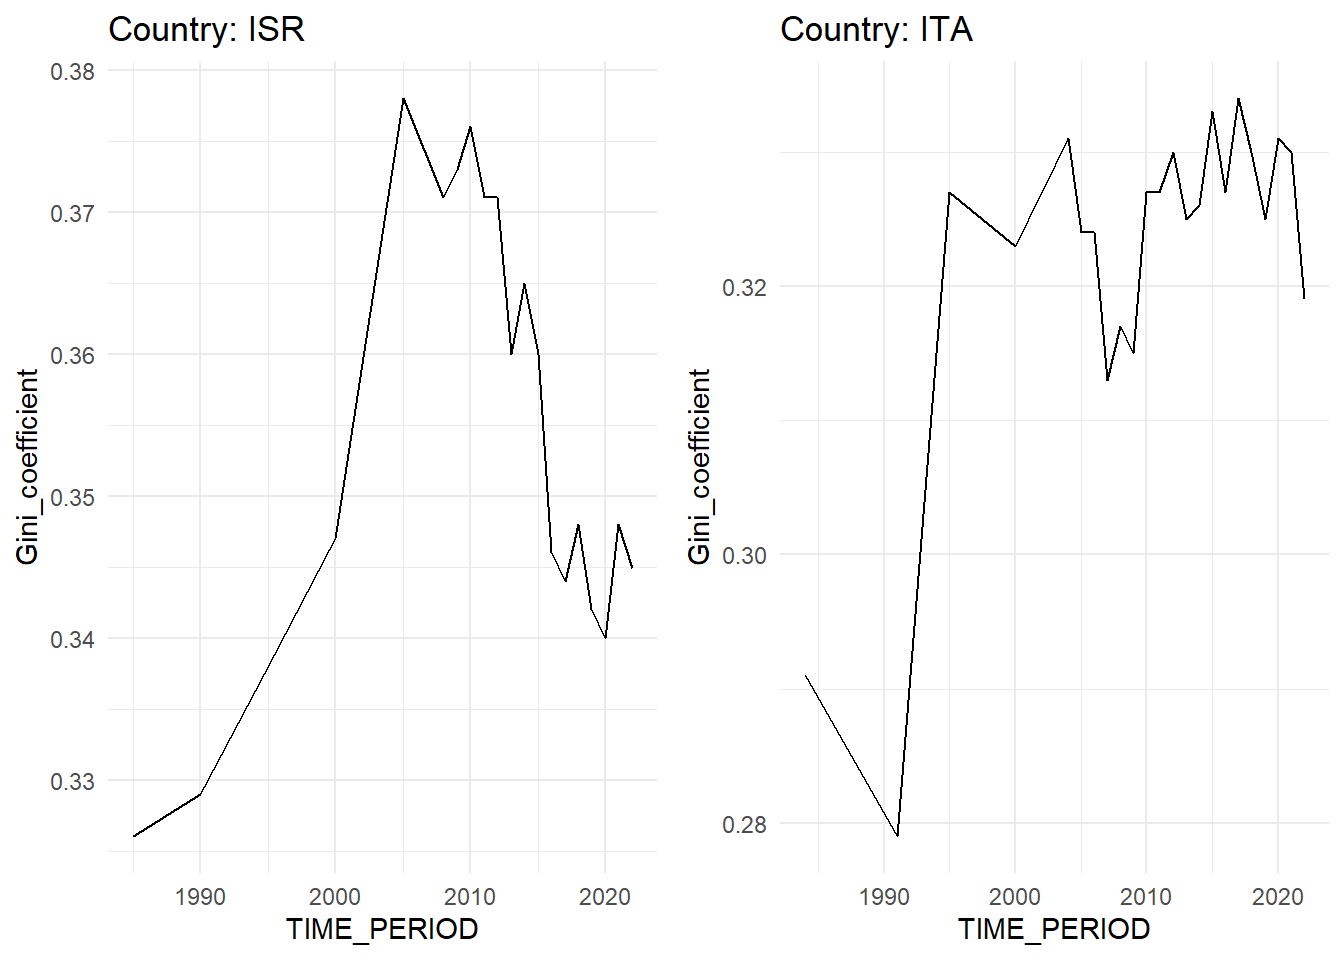 Country: ISR
0.38
0.37
0.36
0.35
0.34
0.33
Gini_coefficient
1990 2000 2010 2020
TIME_PERIOD
Country: ITA
0.32
0.30
0.28
Gini_coefficient
1990 2000 2010 2020
TIME_PERIOD